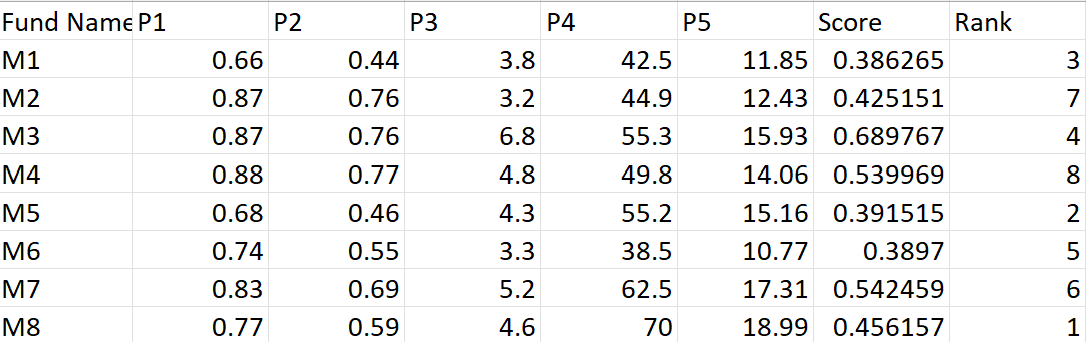 Fund Name P1 P2 P3 P4 P5 Score Rank
M1 0.66 0.44 3.8 42.5 11.85 0.386265 3
M2 0.87 0.76 3.2 44.9 12.43 0.425151 7
M3 0.87 0.76 6.8 55.3 15.93 0.689767 4
M4 0.88 0.77 4.8 49.8 14.06 0.539969 8
M5 0.68 0.46 4.3 55.2 15.16 0.391515 2
M6 0.74 0.55 3.3 38.5 10.77 0.3897 5
M7 0.83 0.69 5.2 62.5 17.31 0.542459 6
M8 0.77 0.59 4.6 70 18.99 0.456157 1